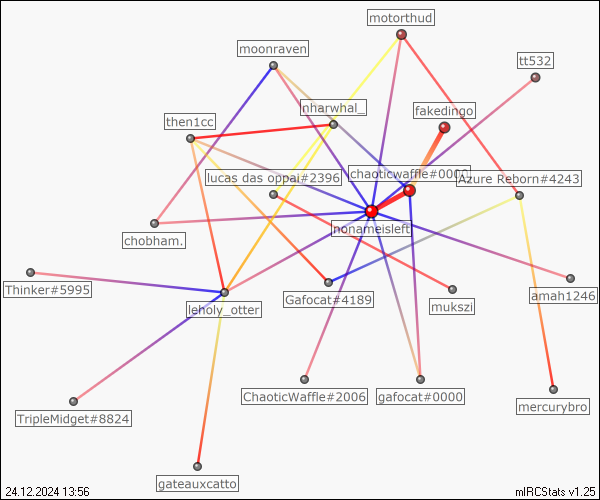 motorthud
moonraven
tt532
nharwhal_
fakedingo
then1cc
chaoticwaffle#0000
lucas das oppai#2396
Azure Reborn#4243
nonameisleft
chobham.
Thinker#5995
Gafocat#4189
amah1246
leholy_otter
mukszi
ChaoticWaffle#2006
gafocat#0000
mercurybro
TripleMidget#8824
gateauxcatto
24.12.2024 13:56
mIRCStats v1.25